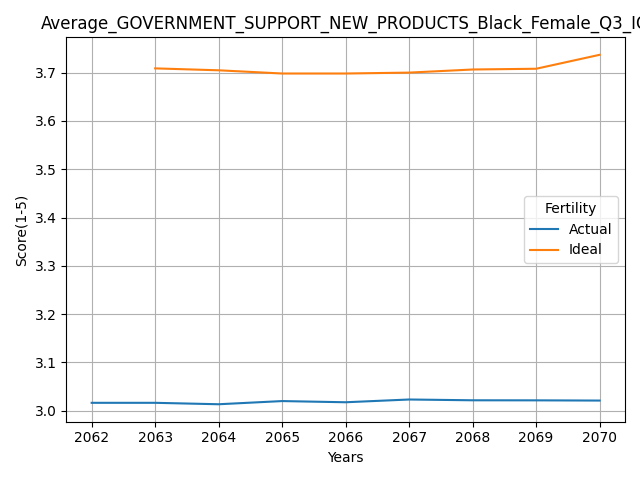 Average_GOVERNMENT_SUPPORT_NEW_PRODUCTS_Black_Female_Q3_IQ
3.7
3.6
3.5
3.4
3.3
3.2
3.1
3.0
Score(1-5)
Fertility
Actual
Ideal
2062 2063 2064 2065 2066 2067 2068 2069 2070
Years